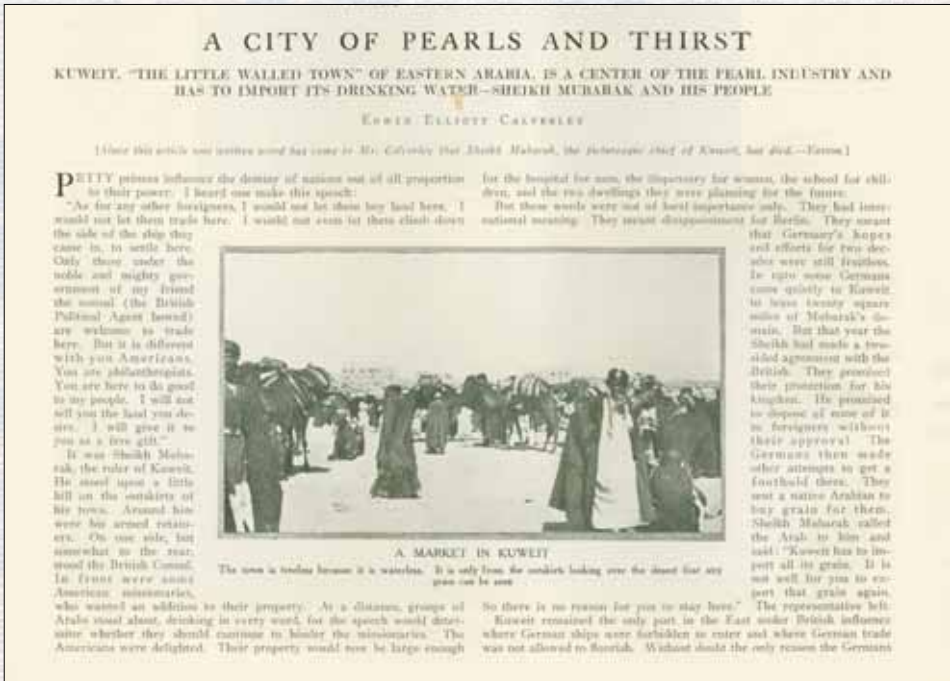 A CITY OF PEARLS AND THIRST
KUWEIT, "THE LITTLE WALLED TOWN" OF EASTERN ARABIA, IS A CENTER OF THE PEARL INDUSTRY AND
HAS TO IMPORT ITS DRINKING WATER—SHEIKH MUBARAK AND HIS PEOPLE
EDWIN ELLIOTT CALVERLEY
[Since this article was written word has come to Mr. Calverley that Sheikh Mubarak, the picturesque chief of Kuweit, has died.—EDITOR.]
PETTY princes influence the destiny of nations out of all proportion
to their power. I heard one make this speech:
"As for any other foreigners, I would not let them buy land here. I
would not let them trade here. I would not even let them climb down
the side of the ship they
came in, to settle here.
Only those under the
noble and mighty gov-
ernment of my friend
the consul (the British
Political Agent bowed)
are welcome to trade
here. But it is different
with you Americans.
You are philanthropists.
You are here to do good
to my people. I will not
sell you the land you de-
sire. I will give it to
you as a free gift."
It was Sheikh Muba-
rak, the ruler of Kuweit.
He stood upon a little
hill on the outskirts of
his town. Around him
were his armed retain-
ers. On one side, but
somewhat to the rear,
stood the British Consul.
In front were some
American missionaries,
who wanted an addition to their property. At a distance, groups of
Arabs stood about, drinking in every word, for the speech would deter-
mine whether they should continue to hinder the missionaries. The
Americans were delighted. Their property would now be large enough
for the hospital for men, the dispensary for women, the school for chil-
dren, and the two dwellings they were planning for the future.
But these words were not of local importance only. They had inter-
national meaning. They meant disappointment for Berlin. They meant
that Germany's hopes
and efforts for two dec-
ades were still fruitless.
In some Germans
came quietly to Kuweit
to lease twenty square
miles of Mubarak's do-
main. But that year the
Sheikh had made a two-
sided agreement with the
British. They promised
their protection for his
kingdom. He promised
to dispose of none of it
to foreigners without
their approval. The
Germans then made
other attempts to get a
foothold there. They
sent a native Arabian to
buy grain for them.
Sheikh Mubarak called
the Arab to him and
said: "Kuweit has to im-
port all its grain. It is
not well for you to ex-
port that grain again.
So there is no reason for you to stay here." The representative left.
Kuweit remained the only port in the East under British influence
where German ships were forbidden to enter and where German trade
was not allowed to flourish. Without doubt the only reason the Germans
A MARKET IN KUWEIT
The town is treeless because it is waterless. It is only from the outskirts looking over the desert that any
green can be seen